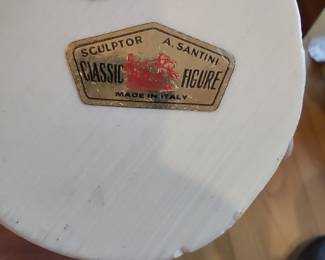 SCULPTOR A. SANTINI
CLASSIC FIGURE
MADE IN ITALY